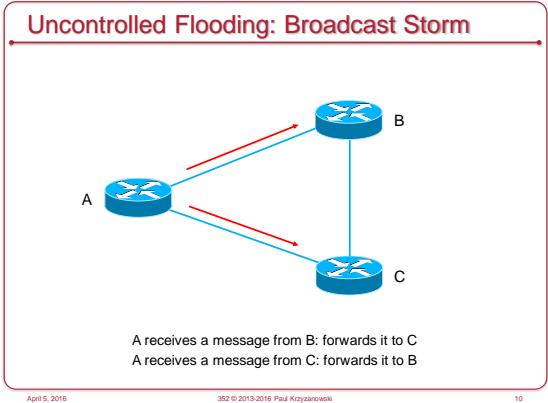 Uncontrolled Flooding: Broadcast Storm
B
A
C
A receives a message from B: forwards it to C
A receives a message from C: forwards it to B
April 5, 2016
352 © 2013-2016 Paul Krzyzanowski
10